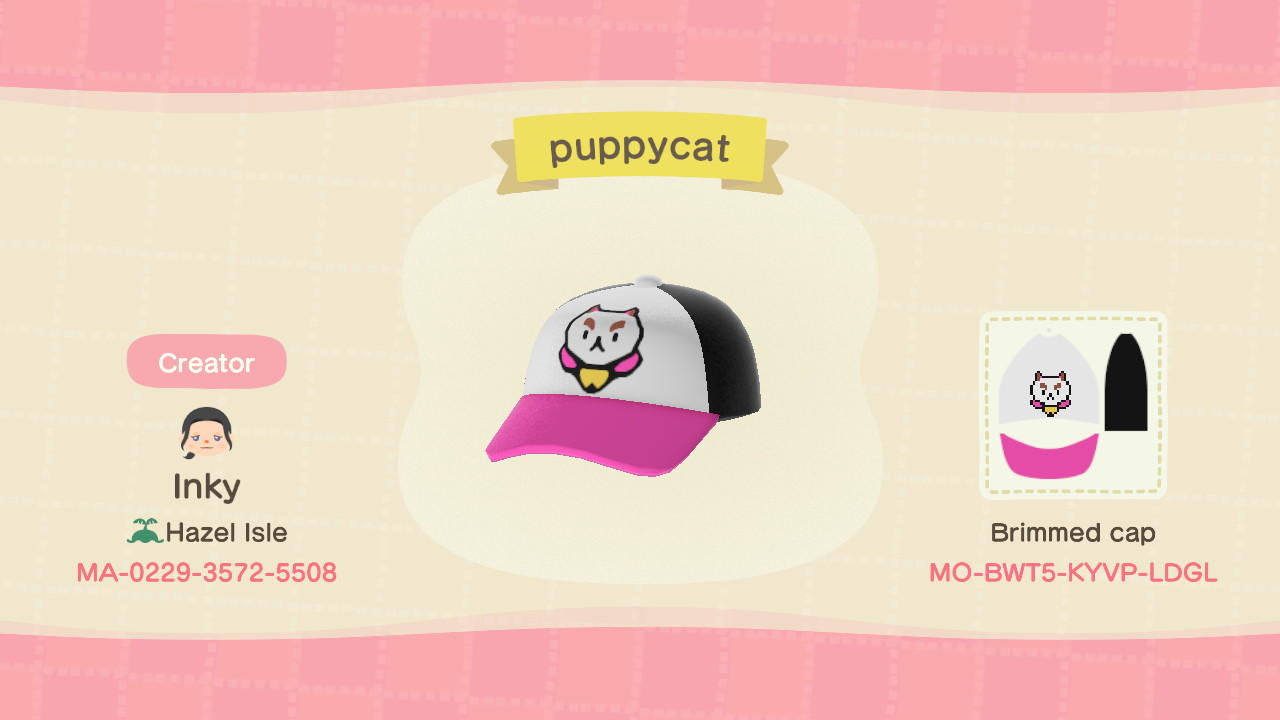 puppycat
Creator
Inky
Hazel Isle
MA-0229-3572-5508
Brimmed cap
MO-BWT5-KYVP-LDGL